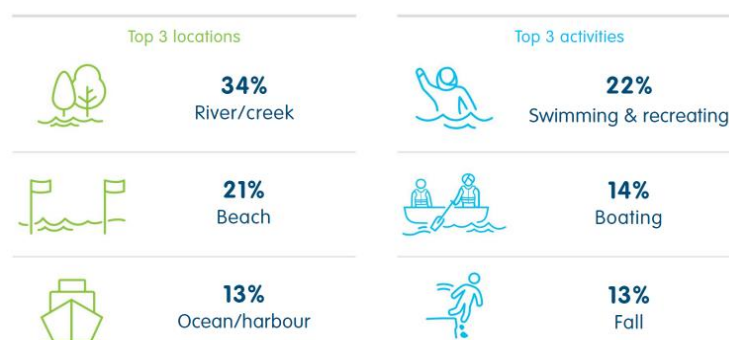 Top 3 locations
34%
River/creek
21%
Beach
13%
Ocean/harbour
Top 3 activities
22%
Swimming & recreating
14%
Boating
13%
Fall